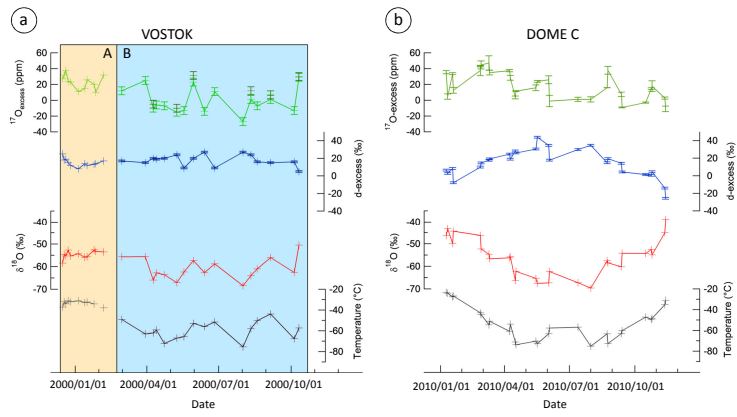 a
VOSTOK
A
B
60
40
20
0
-20
-40
17Oexcess (ppm)
40
20
0
-20
-40
d-excess (‰)
-40
-50
-60
-70
δ18O (‰)
-20
-40
-60
-80
Temperature (°C)
2000/01/01
2000/04/01
2000/07/01
2000/10/01
Date
b
DOME C
60
40
20
0
-20
-40
17O-excess (ppm)
40
20
0
-20
-40
d-excess (‰)
-40
-50
-60
-70
δ18O (‰)
-20
-40
-60
-80
Temperature (°C)
2010/01/01
2010/04/01
2010/07/01
2010/10/01
Date